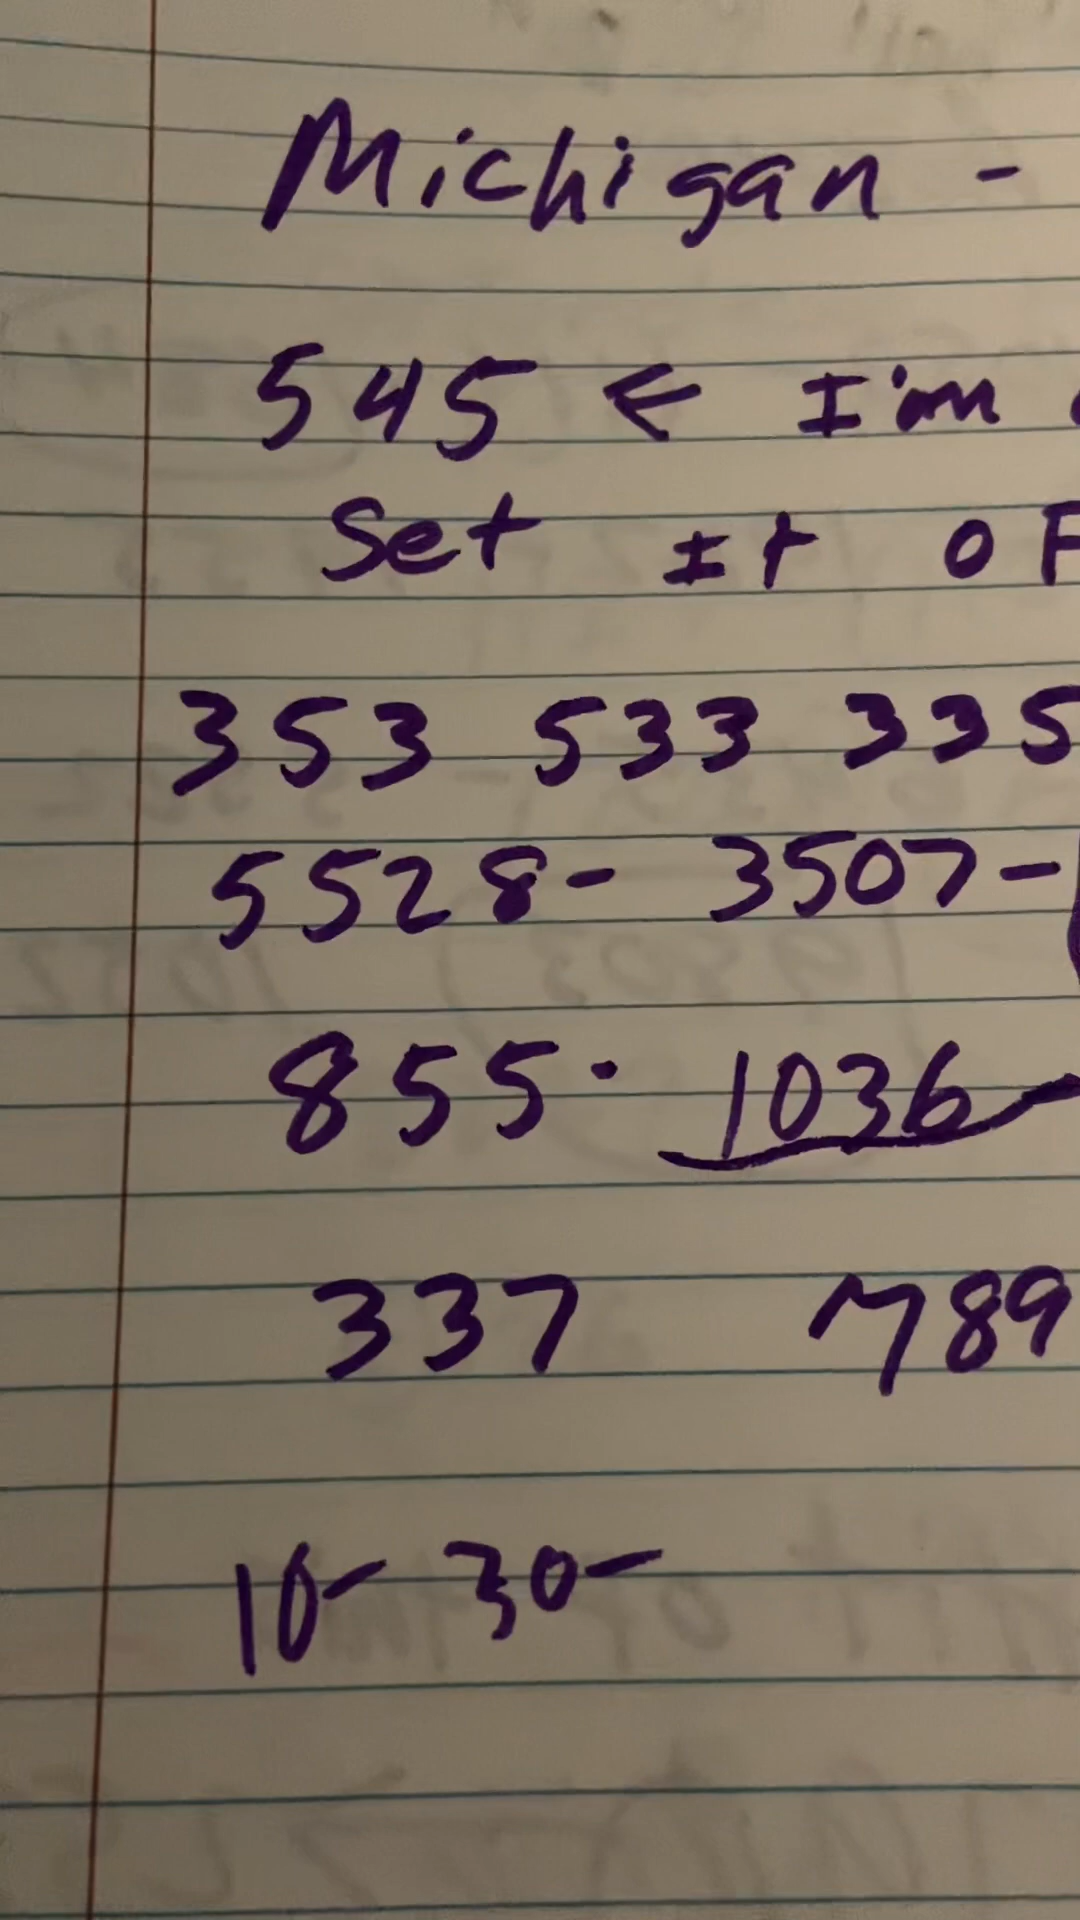 Michigan -
545 ← I'm
Set It OF
353 533 335
5528- 3507-
855. 1036
337 789
10- 30-